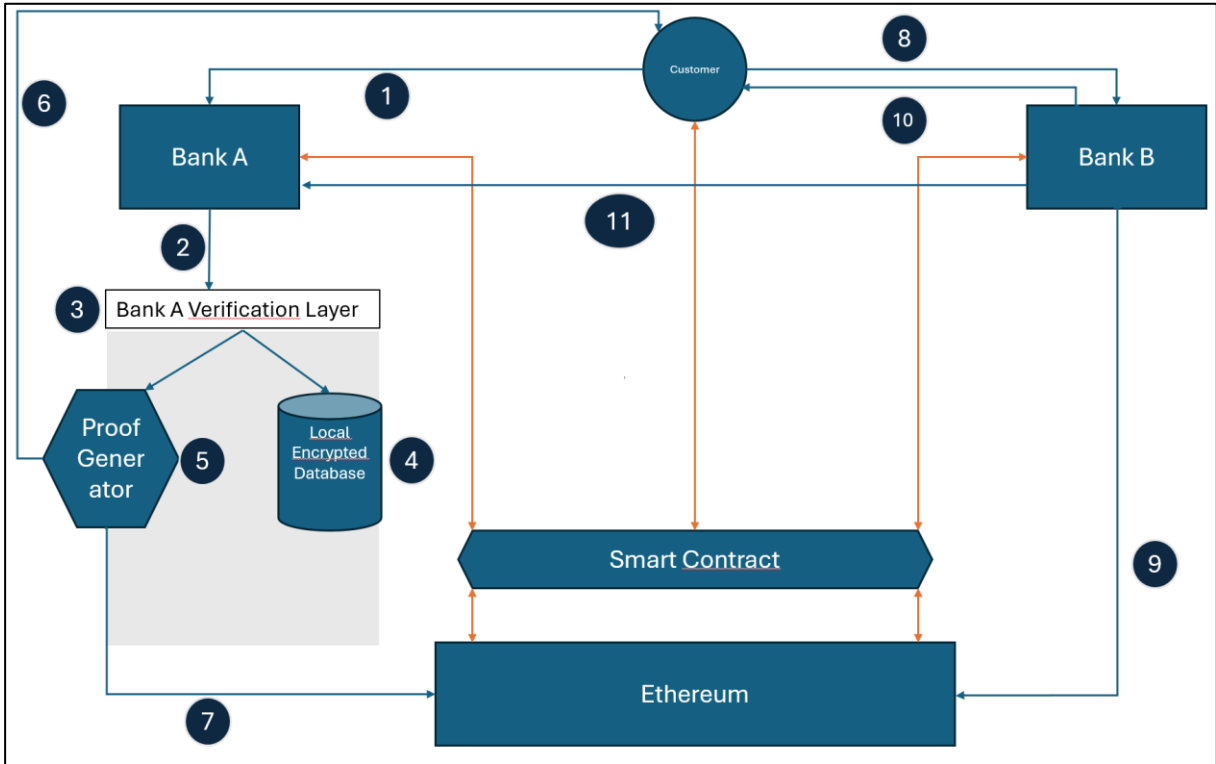 Customer
8
6
1
10
Bank A
Bank B
11
2
3
Bank A Verification Layer
Proof
Gener
ator
5
Local
Encrypted
Database
4
Smart Contract
9
Ethereum
7